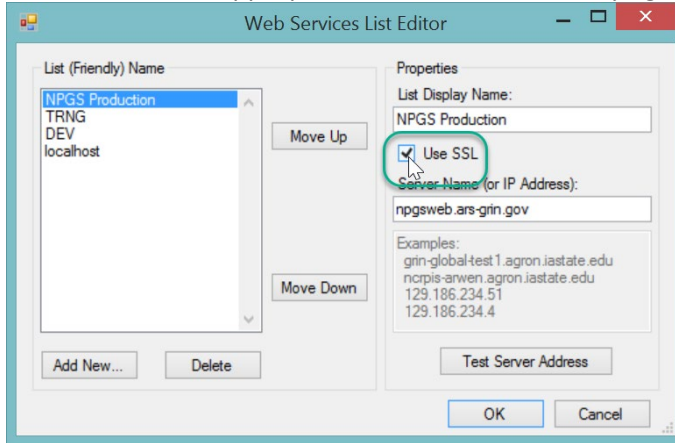 Web Services List Editor
List (Friendly) Name
NPGS Production
TRNG
DEV
localhost
Move Up
Move Down
Add New...
Delete
Properties
List Display Name:
NPGS Production
Use SSL
Server Name (or IP Address):
npgsweb.ars-grin.gov
Examples:
grin-global-test1.agron.iastate.edu
ncrpis-arwen.agron.iastate.edu
129.186.234.51
129.186.234.4
Test Server Address
OK
Cancel